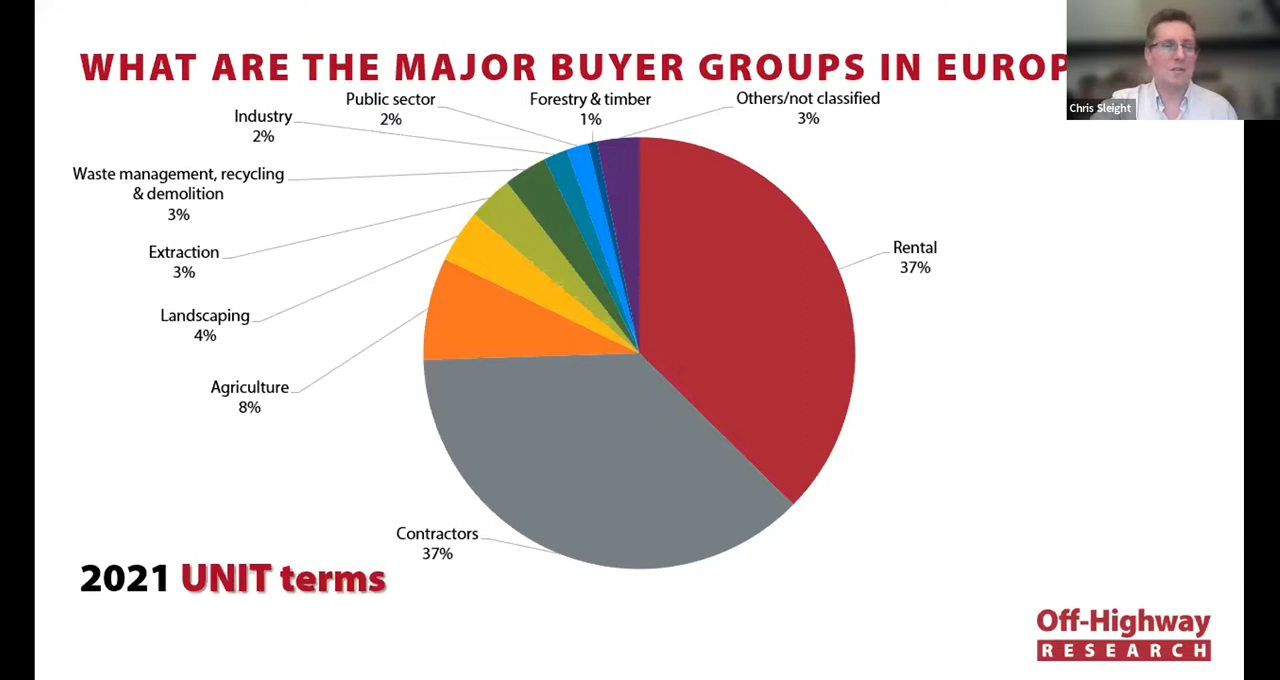 WHAT ARE THE MAJOR BUYER GROUPS IN EUROP
Chris Sleight
Public sector
2%
Forestry & timber
1%
Others/not classified
3%
Industry
2%
Waste management, recycling
& demolition
3%
Extraction
3%
Landscaping
4%
Agriculture
8%
Rental
37%
Contractors
37%
2021 UNIT terms
Off-Highway
RESEARCH